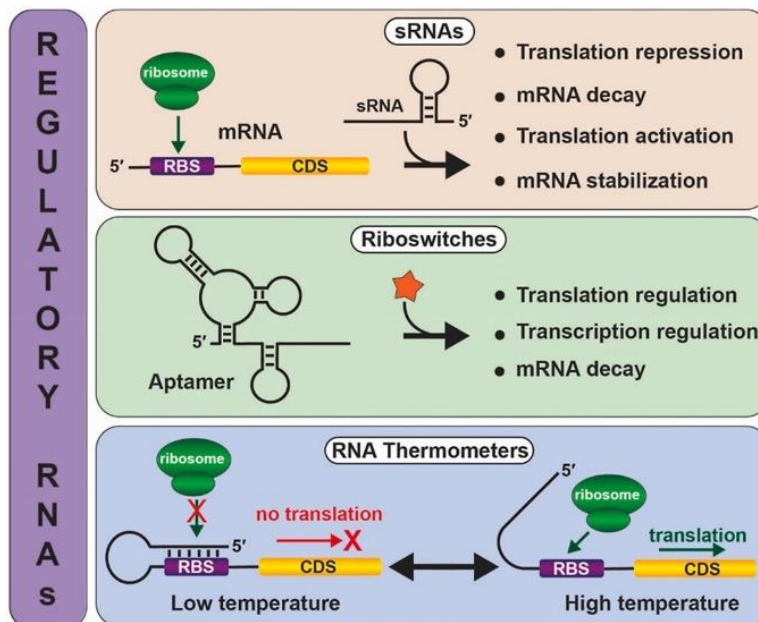 REGULATORY RNAs
sRNAs
ribosome
mRNA
5′
RBS
CDS
sRNA
5′
• Translation repression
• mRNA decay
• Translation activation
• mRNA stabilization
Riboswitches
5′
Aptamer
• Translation regulation
• Transcription regulation
• mRNA decay
RNA Thermometers
ribosome
X
5′
no translation
X
RBS
CDS
Low temperature
5′
ribosome
translation
RBS
CDS
High temperature